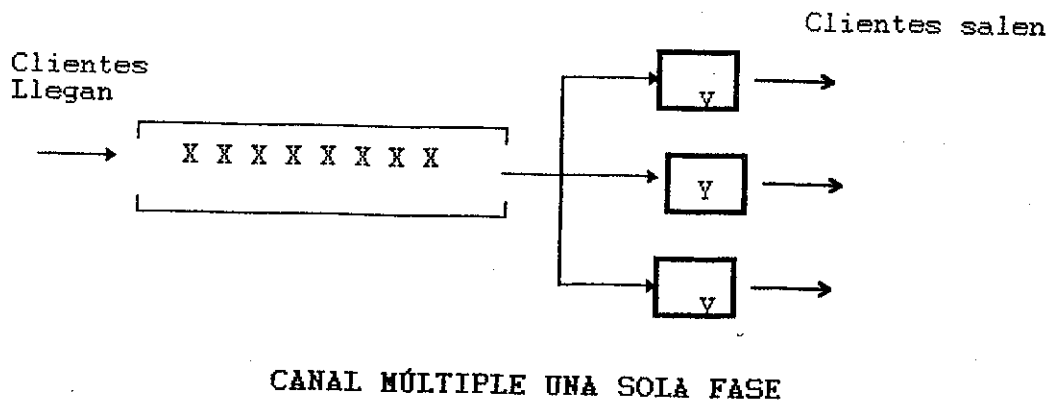 Clientes salen
Clientes
Llegan
Y
X X X X X X X X
Y
Y
CANAL MÚLTIPLE UNA SOLA FASE